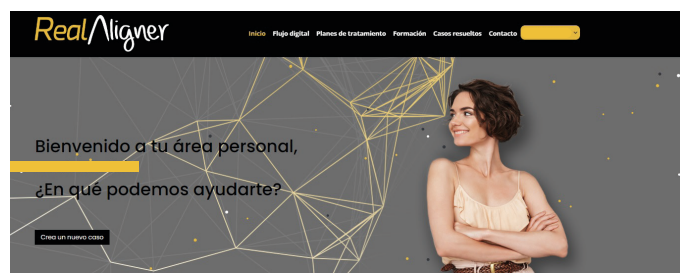 RealAligner
Inicio Flujo digital Planes de tratamiento Formación Casos resueltos Contacto
Bienvenido a tu área personal,
¿En qué podemos ayudarte?
Crea un nuevo caso